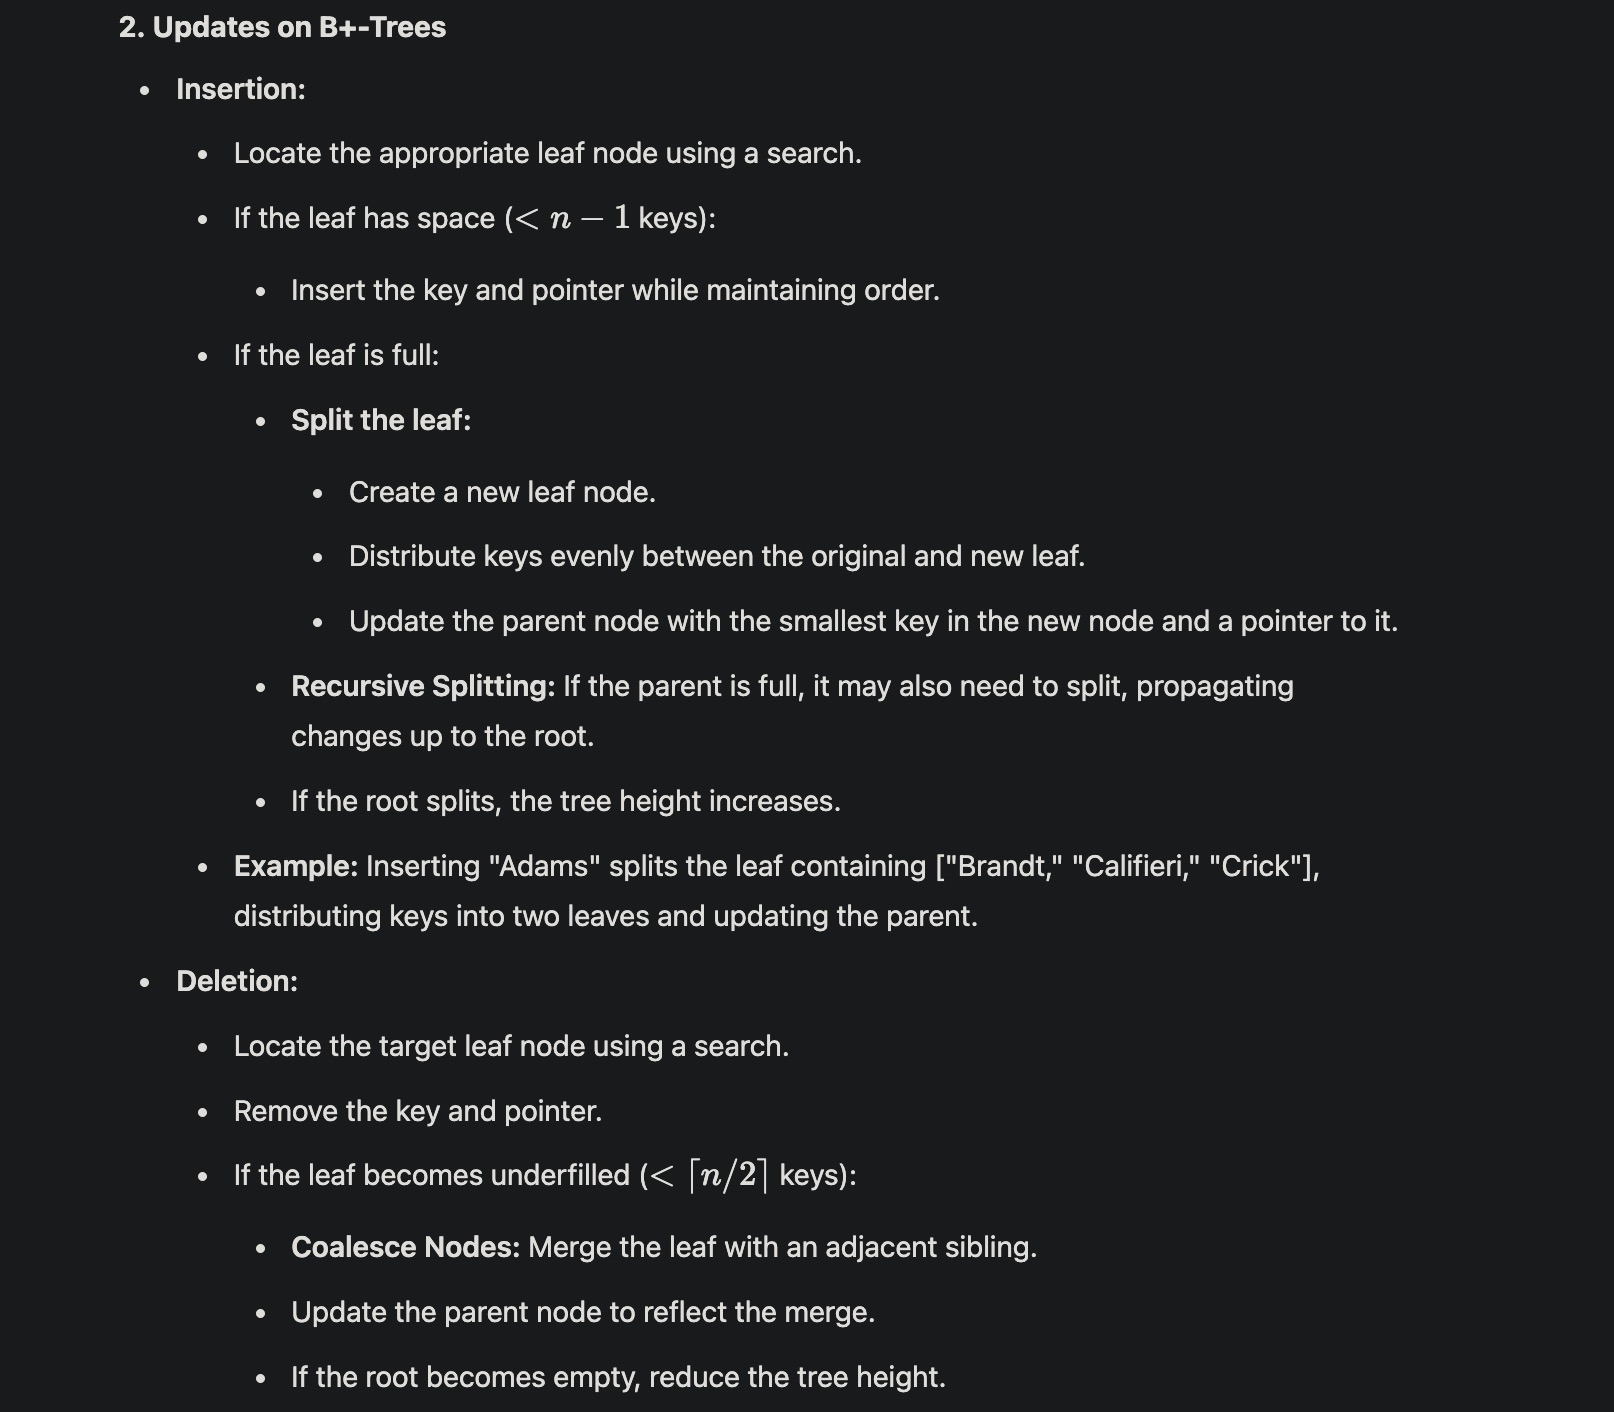 2. Updates on B+-Trees
• Insertion:
• Locate the appropriate leaf node using a search.
• If the leaf has space (< n − 1 keys):
• Insert the key and pointer while maintaining order.
• If the leaf is full:
• Split the leaf:
• Create a new leaf node.
• Distribute keys evenly between the original and new leaf.
• Update the parent node with the smallest key in the new node and a pointer to it.
• Recursive Splitting: If the parent is full, it may also need to split, propagating
changes up to the root.
• If the root splits, the tree height increases.
• Example: Inserting "Adams" splits the leaf containing ["Brandt," "Califieri," "Crick"],
distributing keys into two leaves and updating the parent.
• Deletion:
• Locate the target leaf node using a search.
• Remove the key and pointer.
• If the leaf becomes underfilled (< ⌈n/2⌉ keys):
• Coalesce Nodes: Merge the leaf with an adjacent sibling.
• Update the parent node to reflect the merge.
• If the root becomes empty, reduce the tree height.